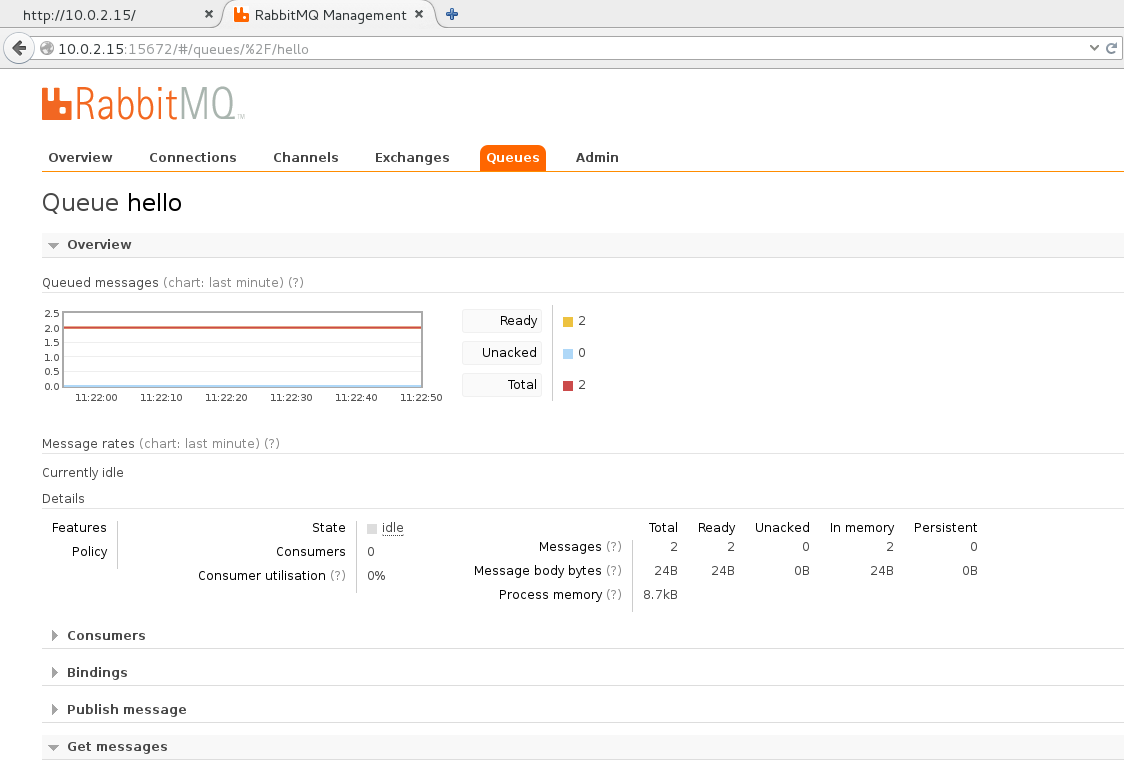 http://10.0.2.15/ RabbitMQ Management
10.0.2.15:15672/#/queues/%2F/hello
RabbitMQ TM
Overview Connections Channels Exchanges Queues Admin
Queue hello
Overview
Queued messages (chart: last minute) (?)
2.5
2.0
1.5
1.0
0.5
0.0
11:22:00 11:22:10 11:22:20 11:22:30 11:22:40 11:22:50
Ready 2
Unacked 0
Total 2
Message rates (chart: last minute) (?)
Currently idle
Details
Features
Policy
State idle
Consumers 0
Consumer utilisation (?) 0%
Total Ready Unacked In memory Persistent
Messages (?) 2 2 0 2 0
Message body bytes (?) 24B 24B 0B 24B 0B
Process memory (?) 8.7kB
Consumers
Bindings
Publish message
Get messages